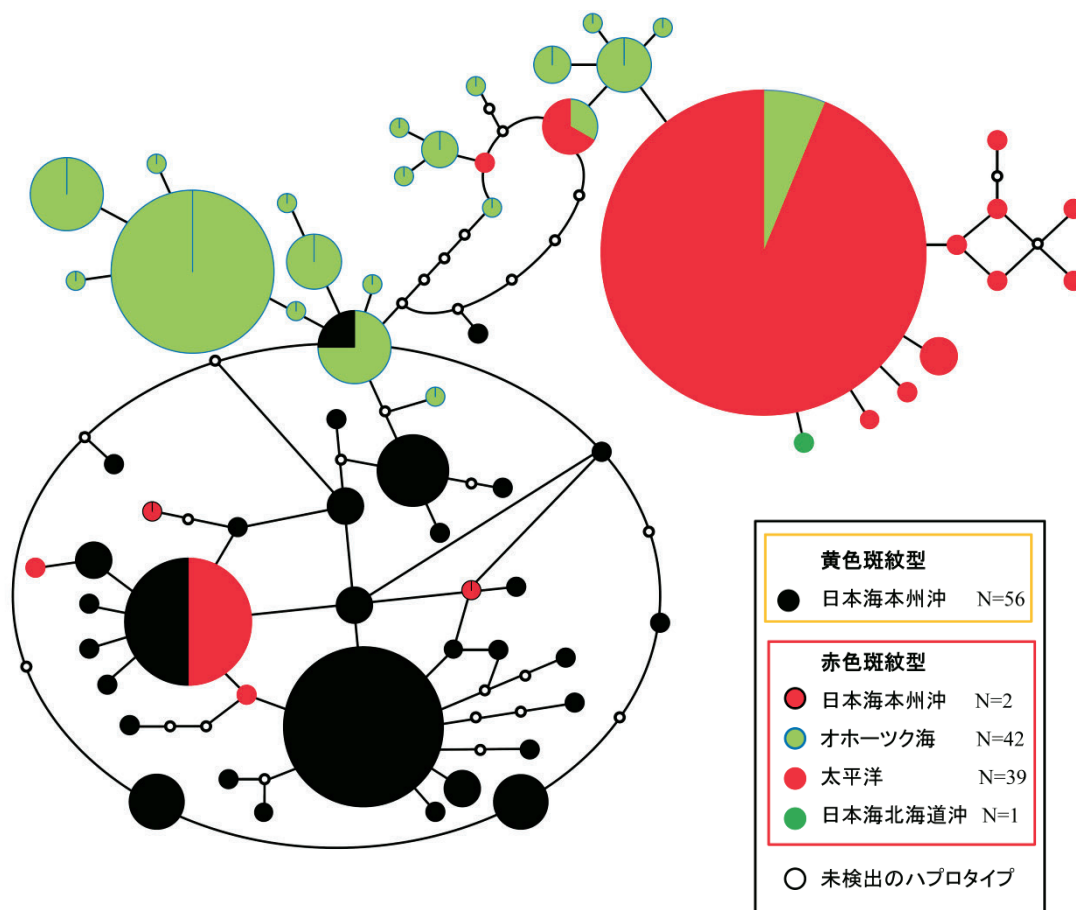 黄色斑紋型
日本海本州沖 N=56
赤色斑紋型
日本海本州沖 N=2
オホーツク海 N=42
太平洋 N=39
日本海北海道沖 N=1
未検出のハプロタイプ